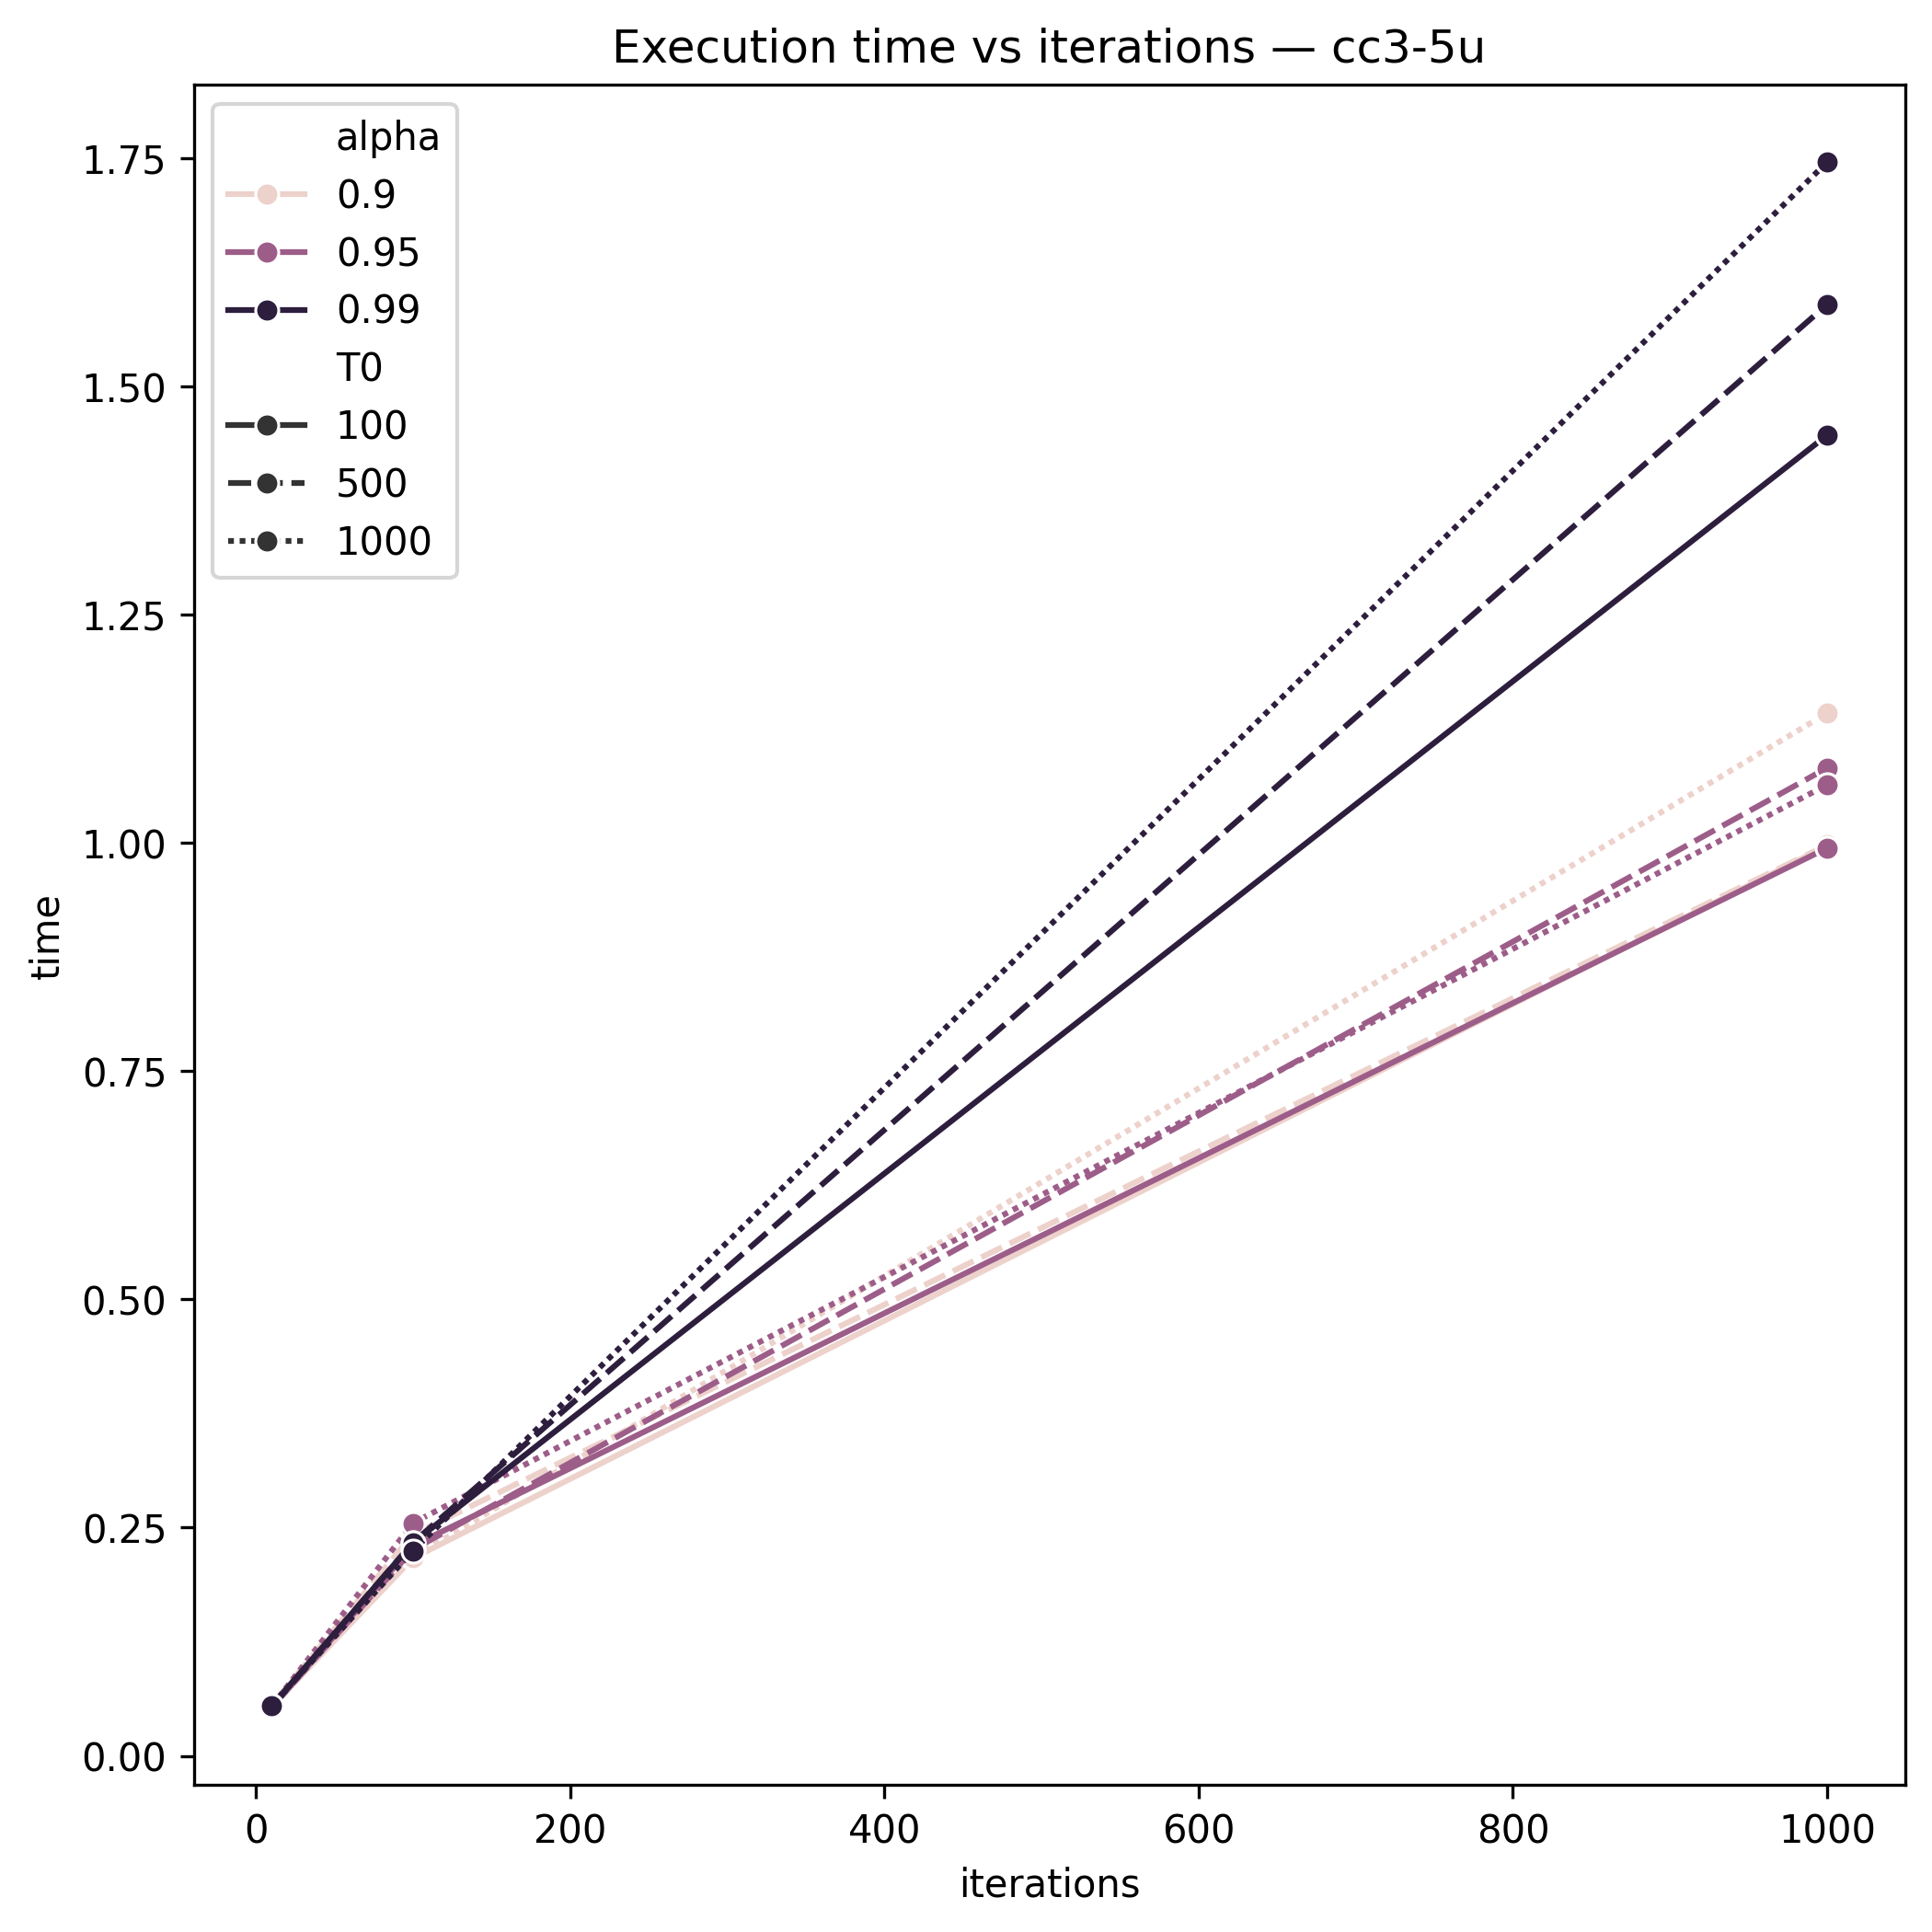 Execution time vs iterations — cc3-5u
alpha
0.9
0.95
0.99
T0
100
500
1000
1.75
1.50
1.25
1.00
0.75
0.50
0.25
0.00
time
0 200 400 600 800 1000
iterations